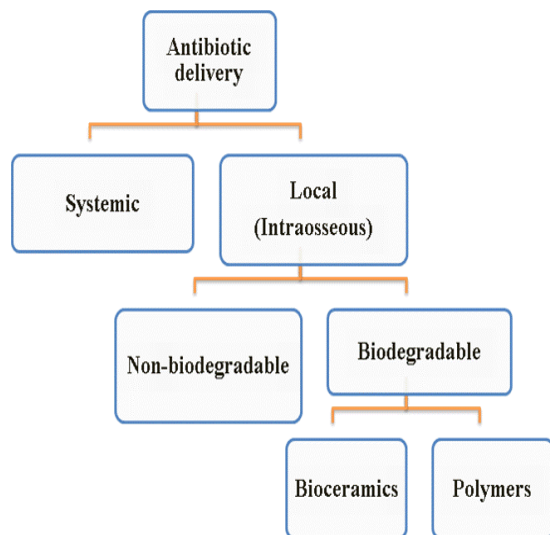 Antibiotic
delivery
Systemic
Local
(Intraosseous)
Non-biodegradable
Biodegradable
Bioceramics
Polymers